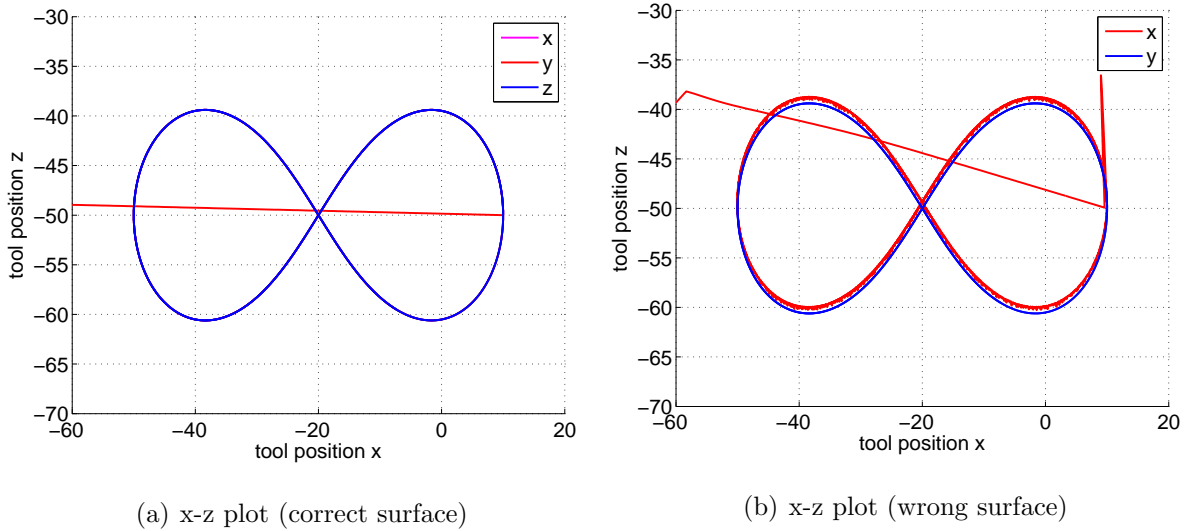 −30
−35
−40
−45
−50
−55
−60
−65
−70
−60
−40
−20
0
20
tool position x
tool position z
x
y
z
(a) x-z plot (correct surface)
−30
−35
−40
−45
−50
−55
−60
−65
−70
−60
−40
−20
0
20
tool position x
tool position z
x
y
(b) x-z plot (wrong surface)